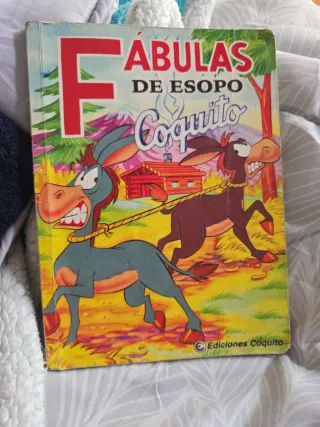 FÁBULAS
DE ESOPO
Coquito
Ediciones Coquito